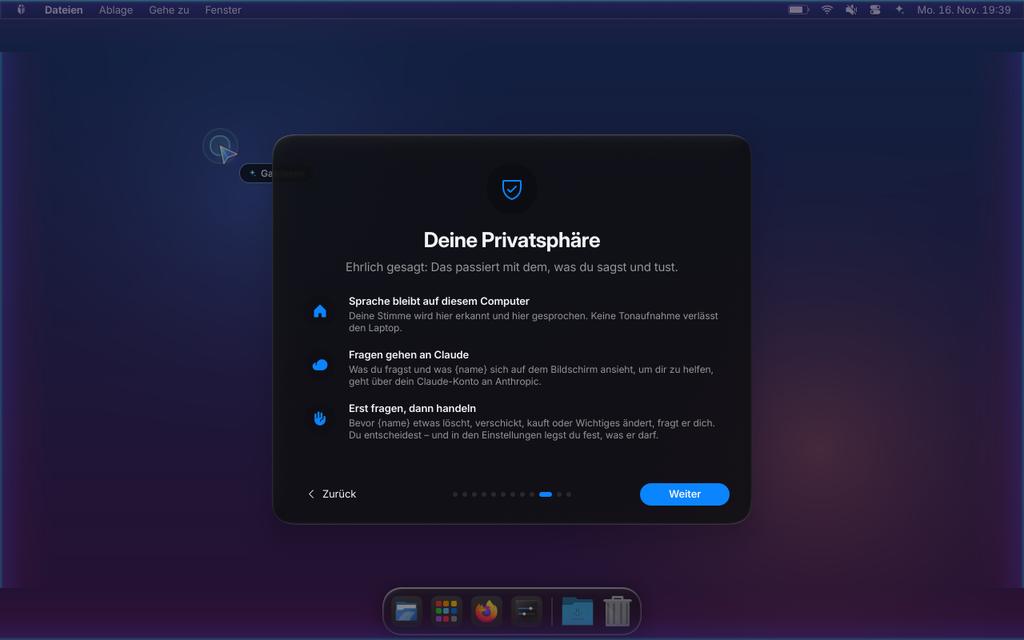 Dateien Ablage Gehe zu Fenster Mo. 16. Nov. 19:39
Deine Privatsphäre
Ehrlich gesagt: Das passiert mit dem, was du sagst und tust.
Sprache bleibt auf diesem Computer
Deine Stimme wird hier erkannt und hier gesprochen. Keine Tonaufnahme verlässt
den Laptop.
Fragen gehen an Claude
Was du fragst und was {name} sich auf dem Bildschirm ansieht, um dir zu helfen,
geht über dein Claude-Konto an Anthropic.
Erst fragen, dann handeln
Bevor {name} etwas löscht, verschickt, kauft oder Wichtiges ändert, fragt er dich.
Du entscheidest – und in den Einstellungen legst du fest, was er darf.
Zurück
Weiter